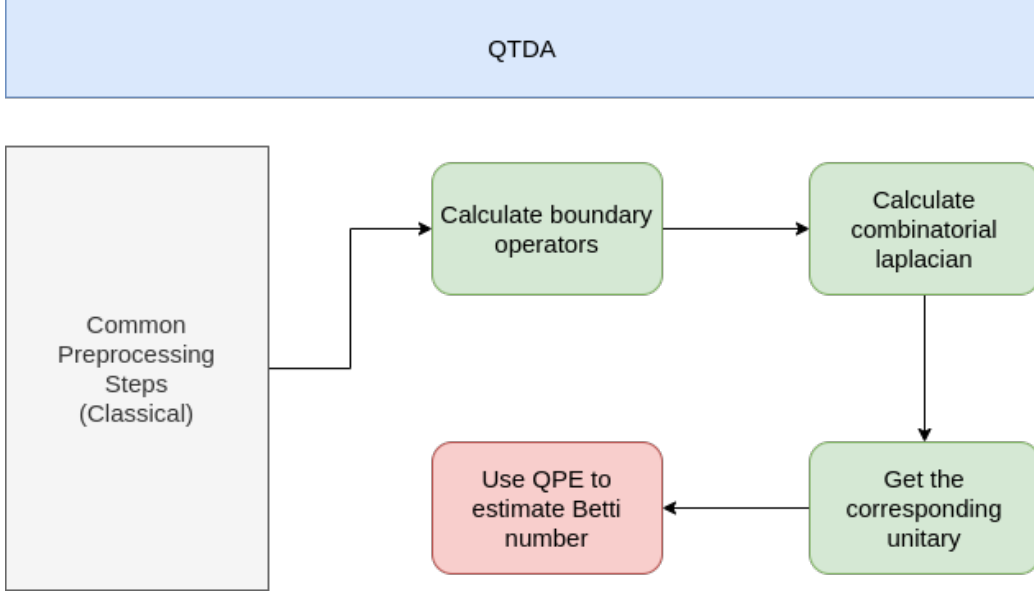 QTDA
Common
Preprocessing
Steps
(Classical)
Calculate boundary
operators
Calculate
combinatorial
laplacian
Get the
corresponding
unitary
Use QPE to
estimate Betti
number